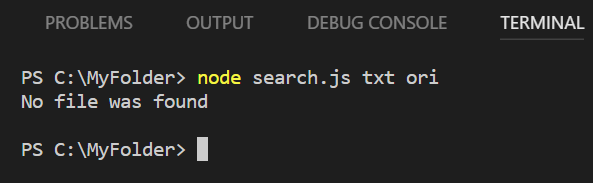 PROBLEMS OUTPUT DEBUG CONSOLE TERMINAL
PS C:\MyFolder> node search.js txt ori
No file was found
PS C:\MyFolder>